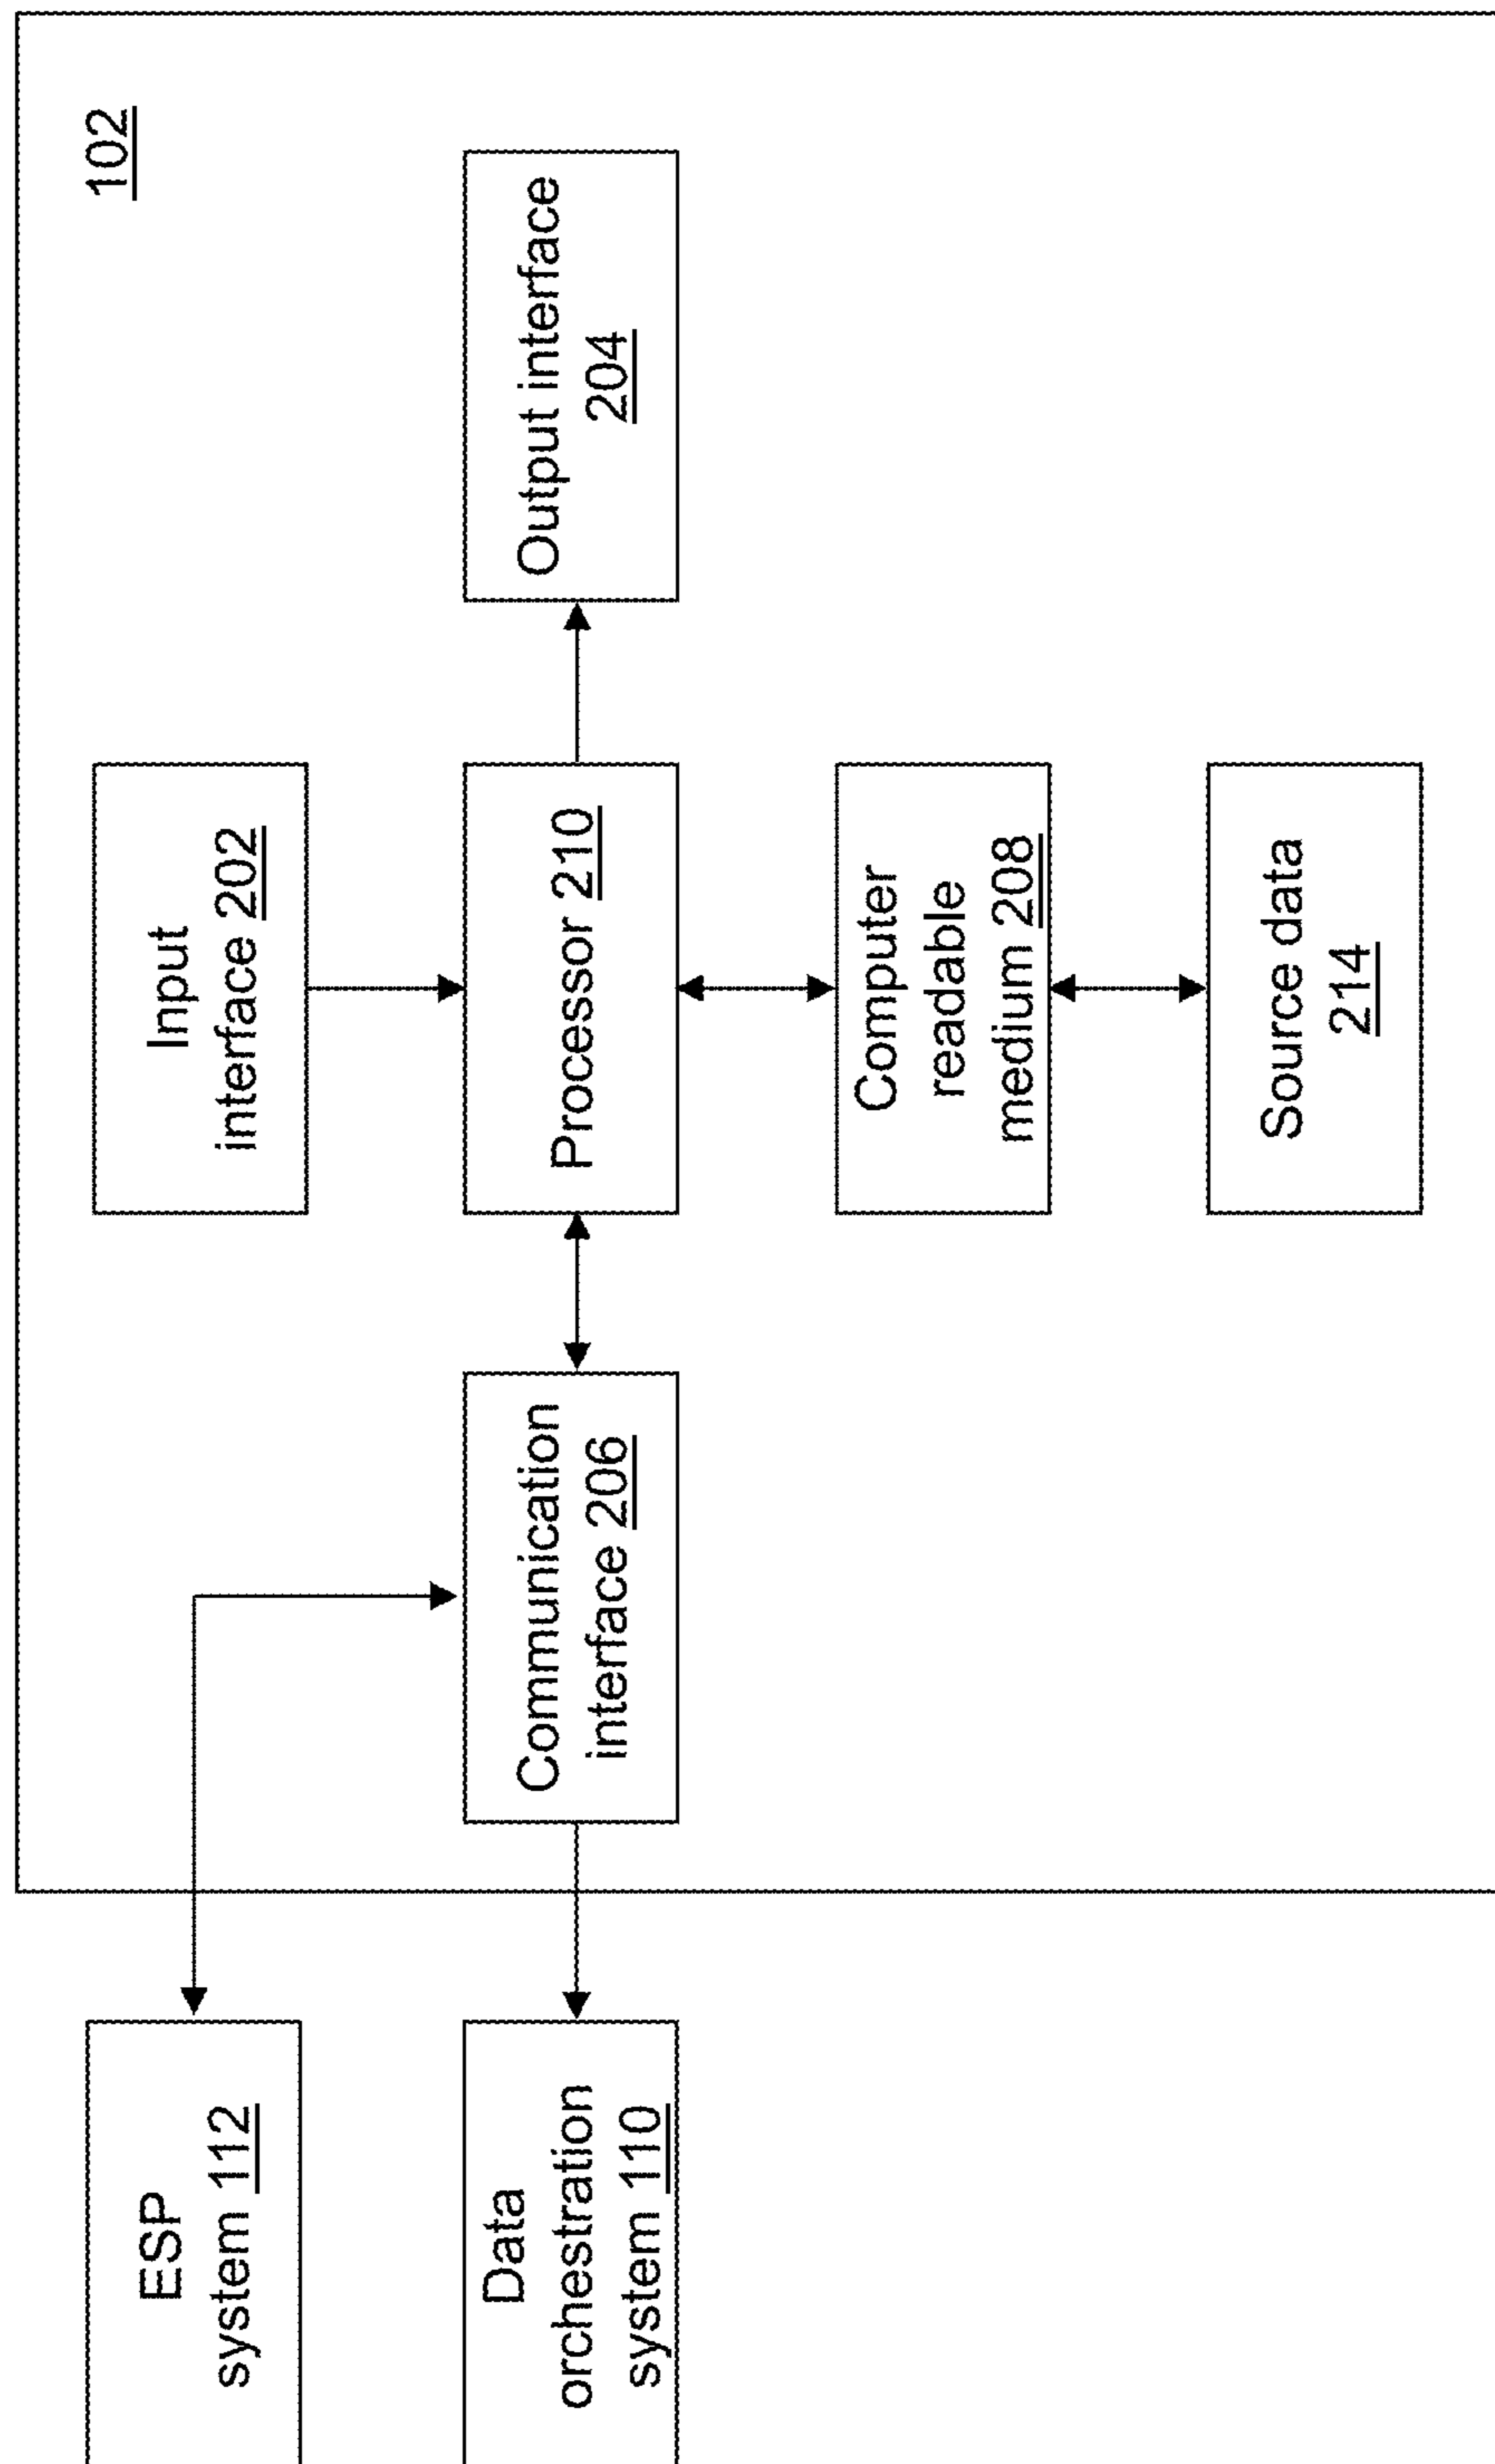 102
Input
interface 202
ESP
system 112
Data
orchestration
system 110
Communication
interface 206
Processor 210
Output interface
204
Computer
readable
medium 208
Source data
214